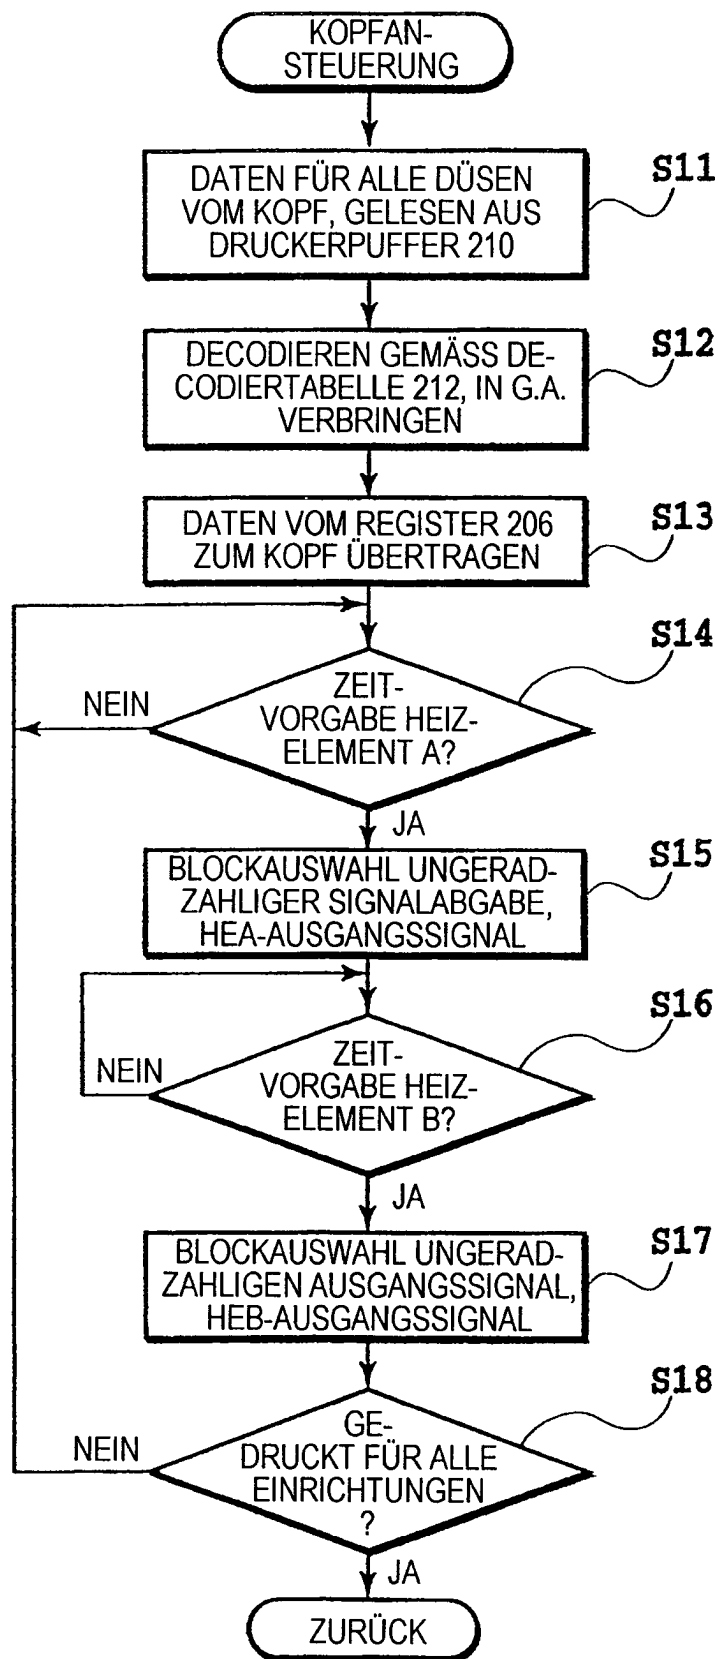 KOPFAN-
STEUERUNG
DATEN FÜR ALLE DÜSEN
VOM KOPF, GELESEN AUS
DRUCKERPUFFER 210
S11
DECODIEREN GEMÄSS DE-
CODIERTABELLE 212, IN G.A.
VERBRINGEN
S12
DATEN VOM REGISTER 206
ZUM KOPF ÜBERTRAGEN
S13
ZEIT-
VORGABE HEIZ-
ELEMENT A?
S14
NEIN
JA
BLOCKAUSWAHL UNGERAD-
ZAHLIGER SIGNALABGABE,
HEA-AUSGANGSSIGNAL
S15
ZEIT-
VORGABE HEIZ-
ELEMENT B?
S16
NEIN
JA
BLOCKAUSWAHL UNGERAD-
ZAHLIGEN AUSGANGSSIGNAL,
HEB-AUSGANGSSIGNAL
S17
GE-
DRUCKT FÜR ALLE
EINRICHTUNGEN
?
S18
NEIN
JA
ZURÜCK